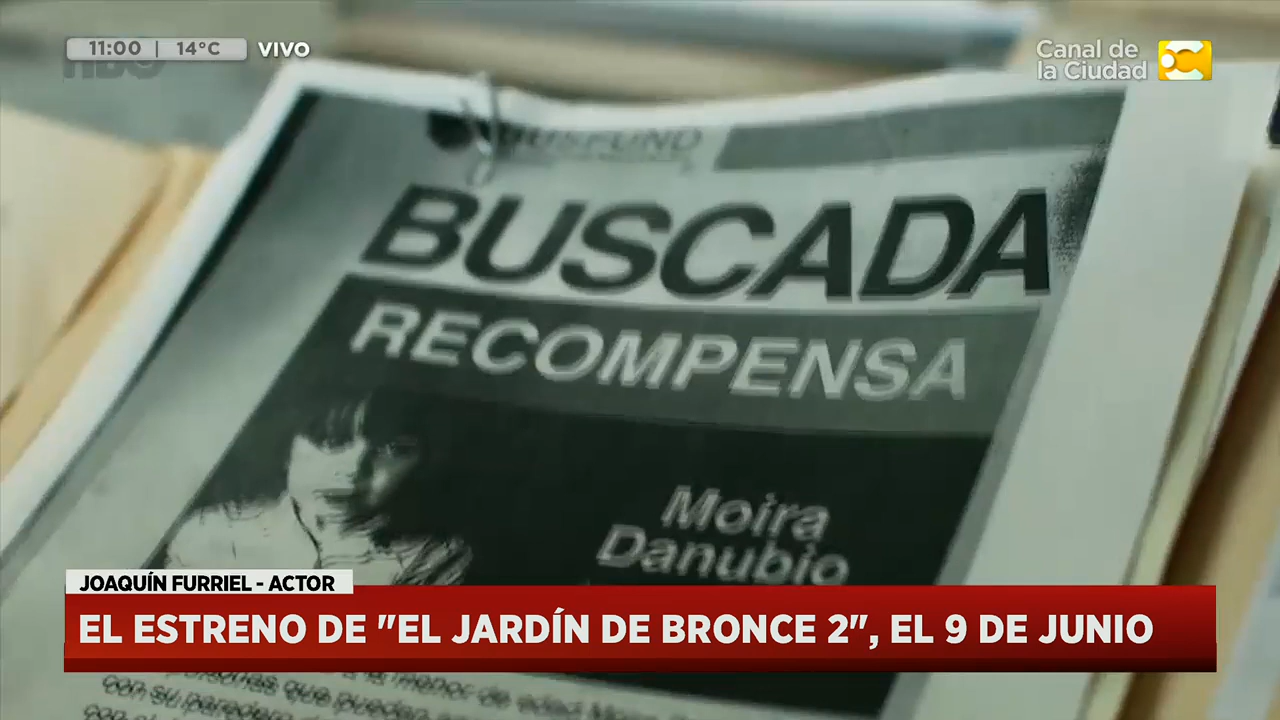 11:00 | 14°C VIVO
HBO
Canal de
la Ciudad
BUSCADA
RECOMPENSA
Moira
Danubio
JOAQUÍN FURRIEL - ACTOR
EL ESTRENO DE "EL JARDÍN DE BRONCE 2", EL 9 DE JUNIO